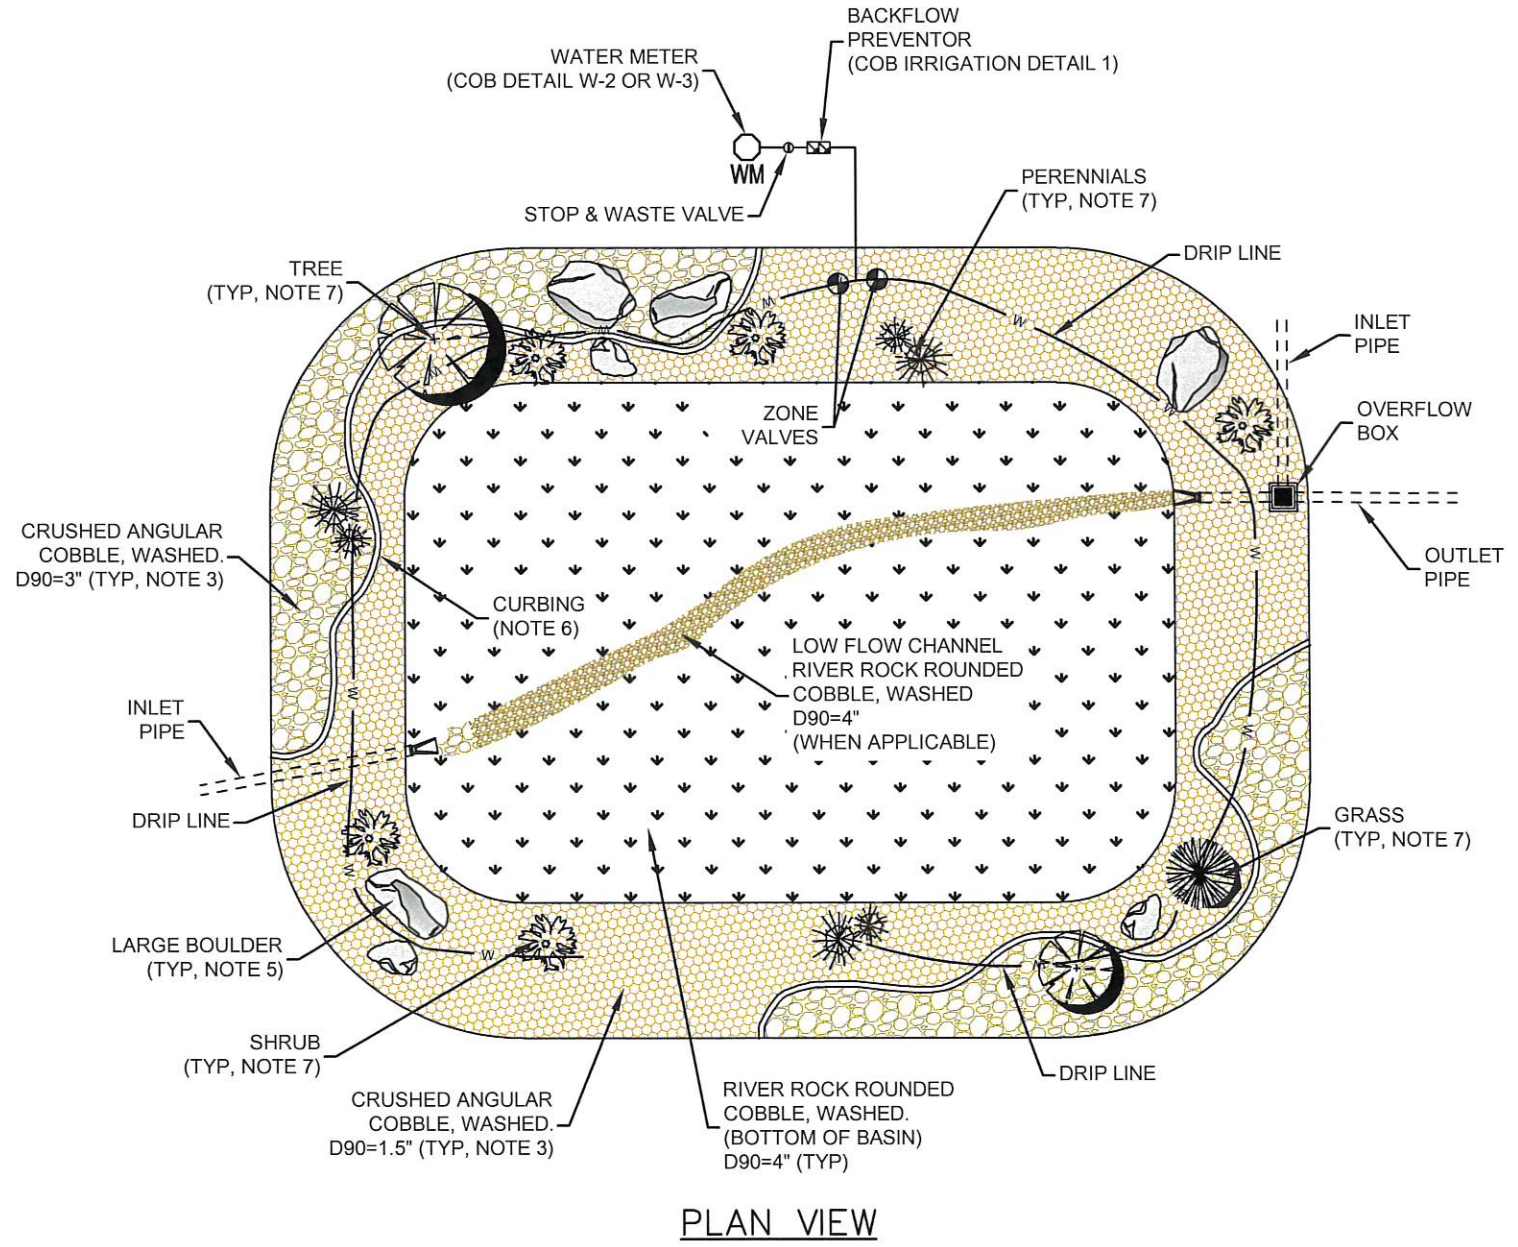 BACKFLOW
PREVENTOR
(COB IRRIGATION DETAIL 1)
WATER METER
(COB DETAIL W-2 OR W-3)
WM
STOP & WASTE VALVE
PERENNIALS
(TYP, NOTE 7)
DRIP LINE
TREE
(TYP, NOTE 7)
W
W
W
W
W
INLET
PIPE
ZONE
VALVES
OVERFLOW
BOX
CRUSHED ANGULAR
COBBLE, WASHED.
D90=3" (TYP, NOTE 3)
OUTLET
PIPE
W
CURBING
(NOTE 6)
LOW FLOW CHANNEL
RIVER ROCK ROUNDED
COBBLE, WASHED
D90=4"
(WHEN APPLICABLE)
W
W
INLET
PIPE
DRIP LINE
GRASS
(TYP, NOTE 7)
W
LARGE BOULDER
(TYP, NOTE 5)
W
W
SHRUB
(TYP, NOTE 7)
DRIP LINE
CRUSHED ANGULAR
COBBLE, WASHED.
D90=1.5" (TYP, NOTE 3)
RIVER ROCK ROUNDED
COBBLE, WASHED.
(BOTTOM OF BASIN)
D90=4" (TYP)
PLAN VIEW